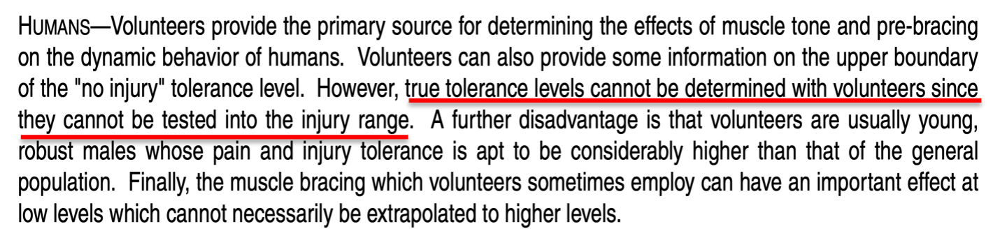 HUMANS—Volunteers provide the primary source for determining the effects of muscle tone and pre-bracing
on the dynamic behavior of humans.  Volunteers can also provide some information on the upper boundary
of the "no injury" tolerance level.  However, true tolerance levels cannot be determined with volunteers since
they cannot be tested into the injury range.  A further disadvantage is that volunteers are usually young,
robust males whose pain and injury tolerance is apt to be considerably higher than that of the general
population.  Finally, the muscle bracing which volunteers sometimes employ can have an important effect at
low levels which cannot necessarily be extrapolated to higher levels.